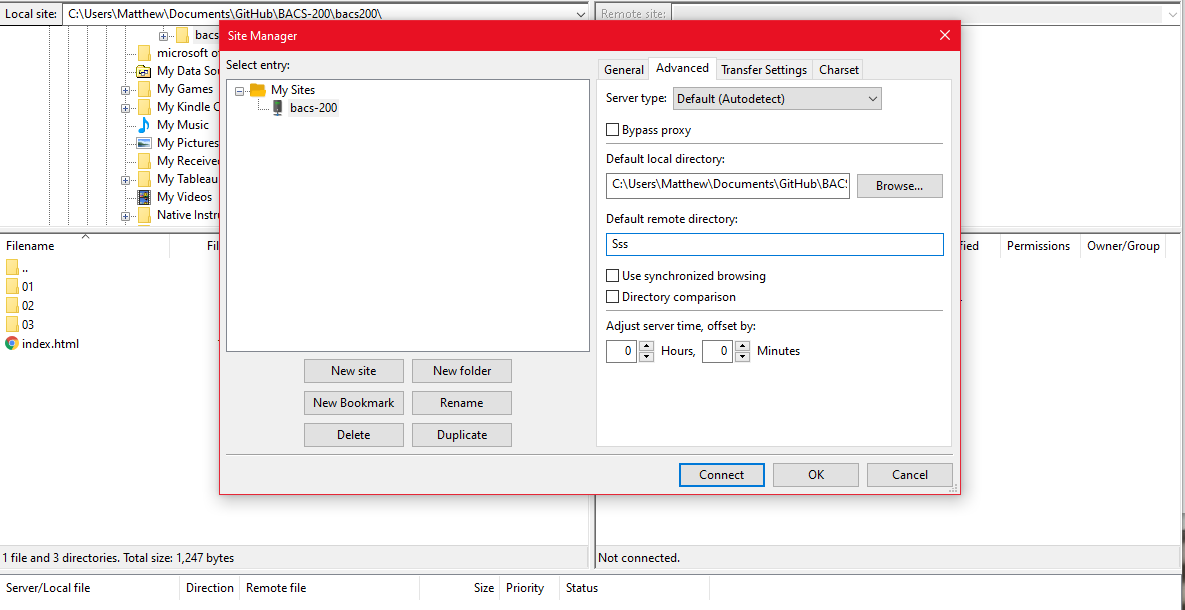 Local site: C:\Users\Matthew\Documents\GitHub\BACS-200\bacs200\
Remote site:
bacs
microsoft of
My Data Sou
My Games
My Kindle C
My Music
My Pictures
My Received
My Tableau
My Videos
Native Instru
Filename
Fil
..
01
02
03
index.html
1 file and 3 directories. Total size: 1,247 bytes
Site Manager
Select entry:
My Sites
bacs-200
New site New folder
New Bookmark Rename
Delete Duplicate
General Advanced Transfer Settings Charset
Server type: Default (Autodetect)
Bypass proxy
Default local directory:
C:\Users\Matthew\Documents\GitHub\BACS Browse...
Default remote directory:
Sss
Use synchronized browsing
Directory comparison
Adjust server time, offset by:
0 Hours, 0 Minutes
Connect OK Cancel
fied Permissions Owner/Group
Not connected.
Server/Local file Direction Remote file Size Priority Status